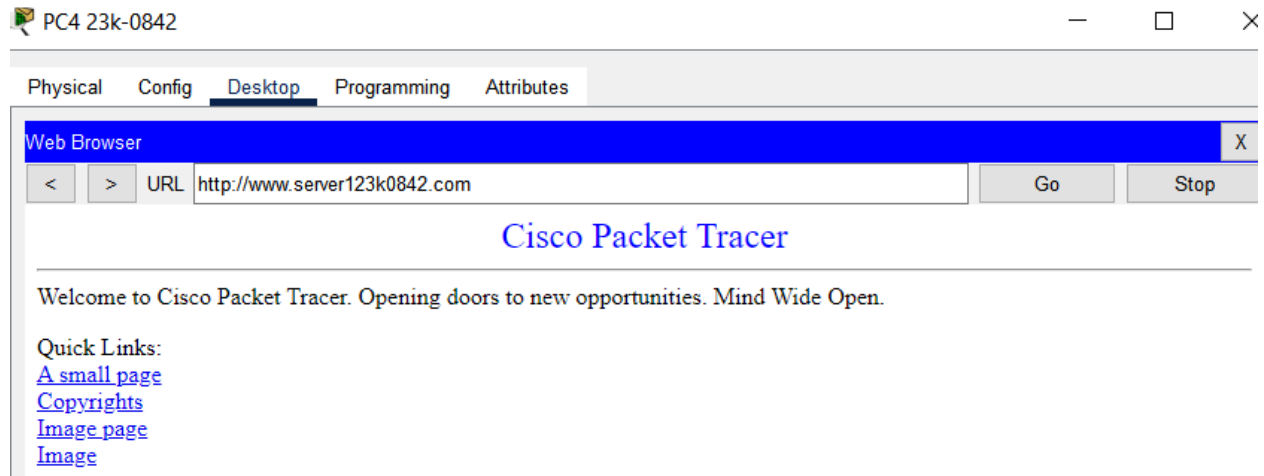 PC4 23k-0842
Physical Config Desktop Programming Attributes
Web Browser X
< > URL http://www.server123k0842.com Go Stop
Cisco Packet Tracer
Welcome to Cisco Packet Tracer. Opening doors to new opportunities. Mind Wide Open.
Quick Links:
A small page
Copyrights
Image page
Image